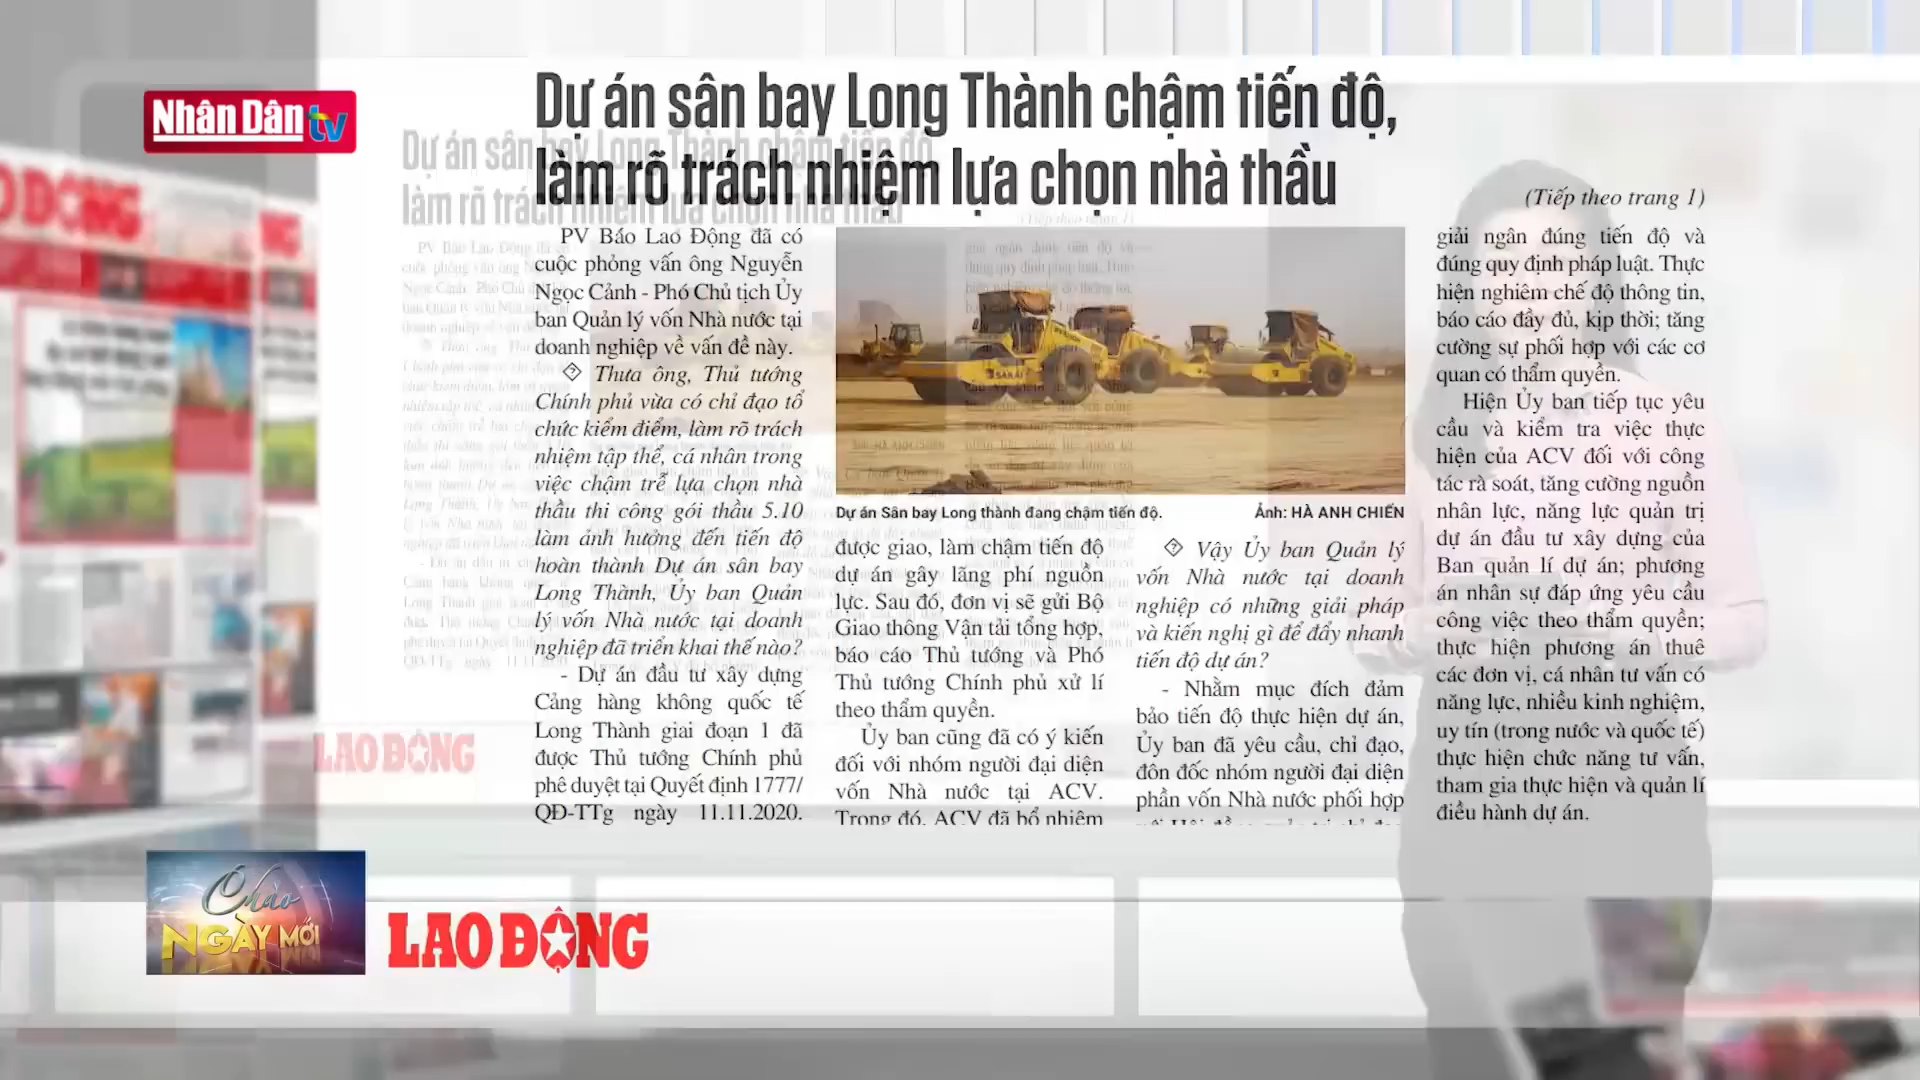 Nhân Dân tv
Dự án sân bay Long Thành chậm tiến độ,
làm rõ trách nhiệm lựa chọn nhà thầu
PV Báo Lao Động đã có
cuộc phỏng vấn ông Nguyễn
Ngọc Cảnh - Phó Chủ tịch Ủy
ban Quản lý vốn Nhà nước tại
doanh nghiệp về vấn đề này.
Thưa ông, Thủ tướng
Chính phủ vừa có chỉ đạo tổ
chức kiểm điểm, làm rõ trách
nhiệm tập thể, cá nhân trong
việc chậm trễ lựa chọn nhà
thầu thi công gói thầu 5.10
làm ảnh hưởng đến tiến độ
hoàn thành Dự án sân bay
Long Thành, Ủy ban Quản
lý vốn Nhà nước tại doanh
nghiệp đã triển khai thế nào?
- Dự án đầu tư xây dựng
Cảng hàng không quốc tế
Long Thành giai đoạn 1 đã
được Thủ tướng Chính phủ
phê duyệt tại Quyết định 1777/
QĐ-TTg ngày 11.11.2020.
Dự án Sân bay Long thành đang chậm tiến độ. Ảnh: HÀ ANH CHIẾN
được giao, làm chậm tiến độ
dự án gây lãng phí nguồn
lực. Sau đó, đơn vị sẽ gửi Bộ
Giao thông Vận tải tổng hợp,
báo cáo Thủ tướng và Phó
Thủ tướng Chính phủ xử lí
theo thẩm quyền.
Ủy ban cũng đã có ý kiến
đối với nhóm người đại diện
vốn Nhà nước tại ACV.
Trong đó, ACV đã bổ nhiệm
Vậy Ủy ban Quản lý
vốn Nhà nước tại doanh
nghiệp có những giải pháp
và kiến nghị gì để đẩy nhanh
tiến độ dự án?
- Nhằm mục đích đảm
bảo tiến độ thực hiện dự án,
Ủy ban đã yêu cầu, chỉ đạo,
đôn đốc nhóm người đại diện
phần vốn Nhà nước phối hợp
(Tiếp theo trang 1)
giải ngân đúng tiến độ và
đúng quy định pháp luật. Thực
hiện nghiêm chế độ thông tin,
báo cáo đầy đủ, kịp thời; tăng
cường sự phối hợp với các cơ
quan có thẩm quyền.
Hiện Ủy ban tiếp tục yêu
cầu và kiểm tra việc thực
hiện của ACV đối với công
tác rà soát, tăng cường nguồn
nhân lực, năng lực quản trị
dự án đầu tư xây dựng của
Ban quản lí dự án; phương
án nhân sự đáp ứng yêu cầu
công việc theo thẩm quyền;
thực hiện phương án thuê
các đơn vị, cá nhân tư vấn có
năng lực, nhiều kinh nghiệm,
uy tín (trong nước và quốc tế)
thực hiện chức năng tư vấn,
tham gia thực hiện và quản lí
điều hành dự án.
LAO ĐỘNG
Chào
NGÀY MỚI
LAO ĐỘNG